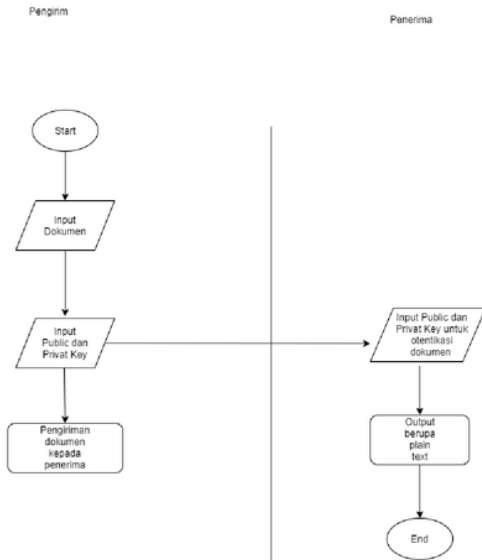 Pengirim
Penerima
Start
Input
Dokumen
Input
Public dan
Privat Key
Pengiriman
dokumen
kepada
penerima
Input Public dan
Privat Key untuk
otentikasi
dokumen
Output
berupa
plain
text
End